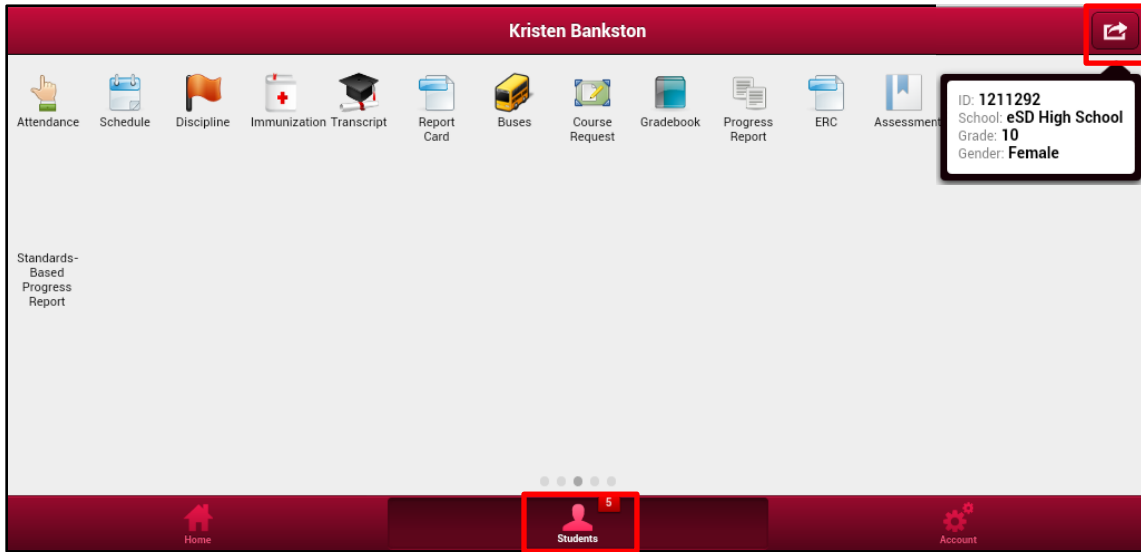 Kristen Bankston
Attendance
Schedule
Discipline
Immunization
Transcript
Report
Card
Buses
Course
Request
Gradebook
Progress
Report
ERC
Assessment
ID: 1211292
School: eSD High School
Grade: 10
Gender: Female
Standards-
Based
Progress
Report
5
Home
Students
Account